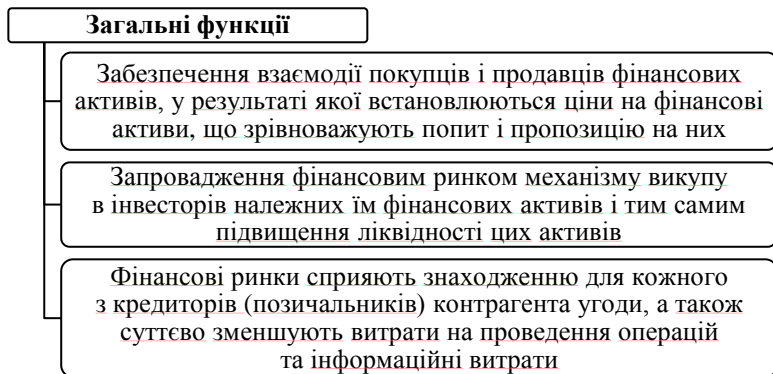 Загальні функції
Забезпечення взаємодії покупців і продавців фінансових
активів, у результаті якої встановлюються ціни на фінансові
активи, що зрівноважують попит і пропозицію на них
Запровадження фінансовим ринком механізму викупу
в інвесторів належних їм фінансових активів і тим самим
підвищення ліквідності цих активів
Фінансові ринки сприяють знаходженню для кожного
з кредиторів (позичальників) контрагента угоди, а також
суттєво зменшують витрати на проведення операцій
та інформаційні витрати